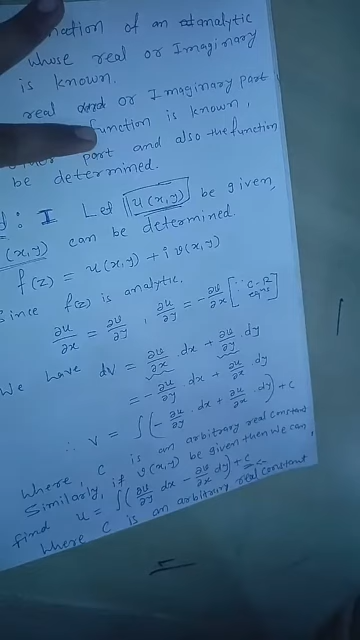 of an analytic
whose real or Imaginary
is known.
real or Imaginary part
function is known,
part and also the function
be determined.
: I Let u(x,y) be given,
(x,y) can be determined.
f(z) = u(x,y) + i v(x,y)
Since f(z) is analytic.
∂u/∂x = ∂v/∂y, ∂u/∂y = -∂v/∂x [∵ C-R eqns]
We have dv = ∂v/∂x .dx + ∂v/∂y .dy
= -∂u/∂y .dx + ∂u/∂x .dy
∴ v = ∫(-∂u/∂y .dx + ∂u/∂x .dy) + c
Where, C is an arbitrary real constant
Similarly, if v(x,y) be given then we can,
find u = ∫(∂v/∂y dx - ∂v/∂x dy) + c
Where C is an arbitrary real constant